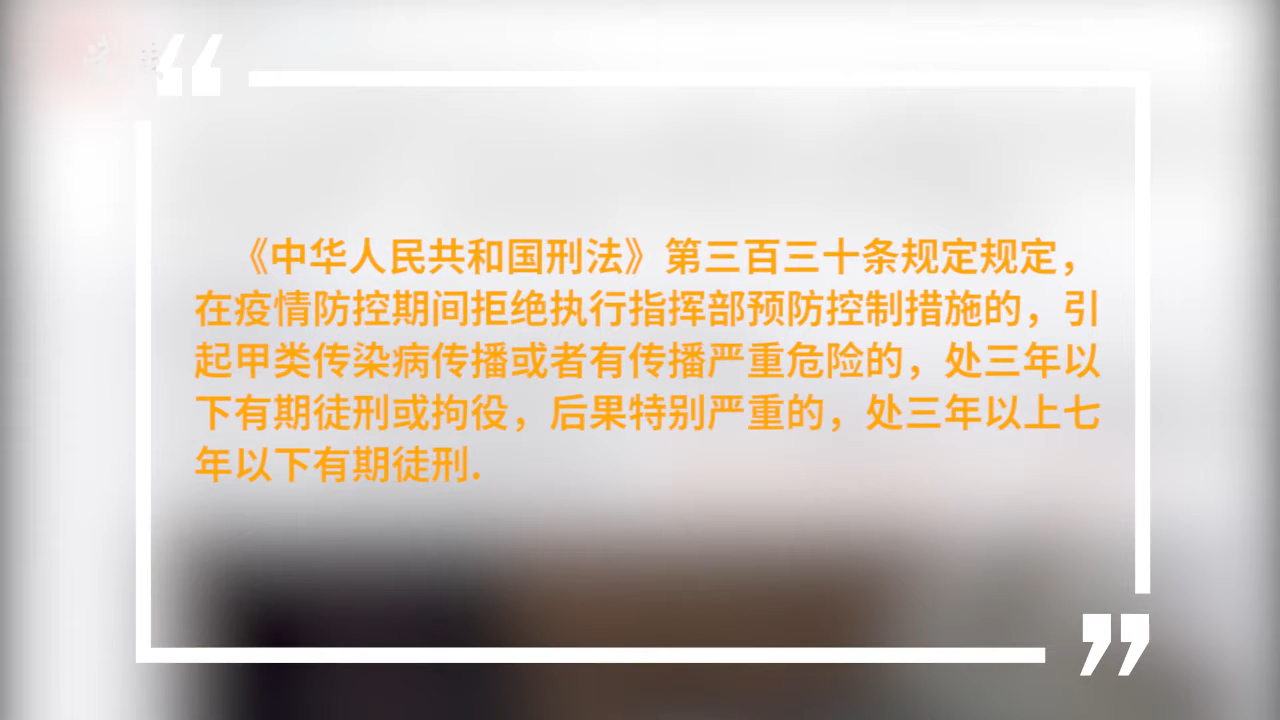 《中华人民共和国刑法》第三百三十条规定规定，
在疫情防控期间拒绝执行指挥部预防控制措施的，引
起甲类传染病传播或者有传播严重危险的，处三年以
下有期徒刑或拘役，后果特别严重的，处三年以上七
年以下有期徒刑.